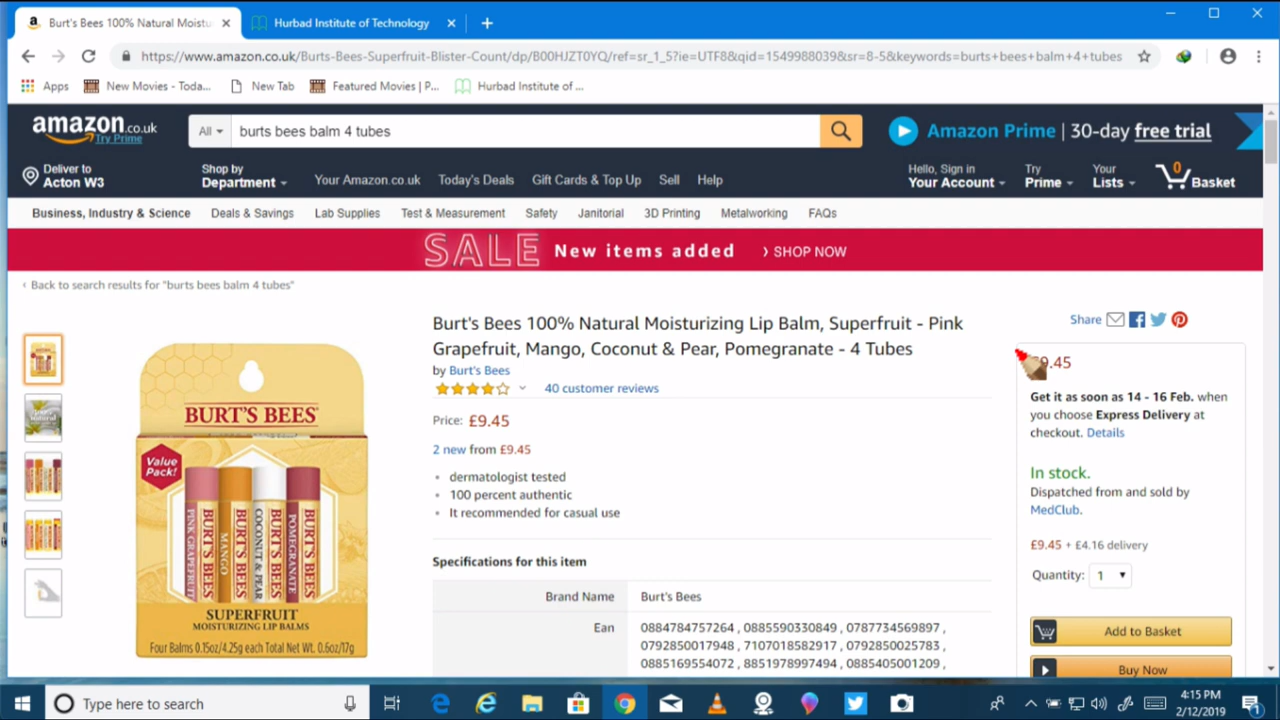 Burt's Bees 100% Natural Moistu
Hurbad Institute of Technology
https://www.amazon.co.uk/Burts-Bees-Superfruit-Blister-Count/dp/B00HJZT0YQ/ref=sr_1_5?ie=UTF8&qid=1549988039&sr=8-5&keywords=burts+bees+balm+4+tubes
Apps
New Movies - Toda...
New Tab
Featured Movies | P...
Hurbad Institute of ...
amazon.co.uk
Try Prime
All
burts bees balm 4 tubes
Amazon Prime | 30-day free trial
Deliver to
Acton W3
Shop by
Department
Your Amazon.co.uk
Today's Deals
Gift Cards & Top Up
Sell
Help
Hello, Sign in
Your Account
Try
Prime
Your
Lists
0
Basket
Business, Industry & Science
Deals & Savings
Lab Supplies
Test & Measurement
Safety
Janitorial
3D Printing
Metalworking
FAQs
SALE New items added › SHOP NOW
‹ Back to search results for "burts bees balm 4 tubes"
BURT'S BEES
Value
Pack!
PINK GRAPEFRUIT
BURT'S BEES
MANGO
BURT'S BEES
COCONUT & PEAR
BURT'S BEES
POMEGRANATE
BURT'S BEES
SUPERFRUIT
MOISTURIZING LIP BALMS
Four Balms 0.15oz/4.25g each Total Net Wt. 0.6oz/17g
Burt's Bees 100% Natural Moisturizing Lip Balm, Superfruit - Pink
Grapefruit, Mango, Coconut & Pear, Pomegranate - 4 Tubes
by Burt's Bees
40 customer reviews
Price: £9.45
2 new from £9.45
dermatologist tested
100 percent authentic
It recommended for casual use
Specifications for this item
Brand Name Burt's Bees
Ean 0884784757264 , 0885590330849 , 0787734569897 ,
0792850017948 , 7107018582917 , 0792850025783 ,
0885169554072 , 8851978997494 , 0885405001209 ,
Share
9.45
Get it as soon as 14 - 16 Feb. when
you choose Express Delivery at
checkout. Details
In stock.
Dispatched from and sold by
MedClub.
£9.45 + £4.16 delivery
Quantity: 1
Add to Basket
Buy Now
Type here to search
4:15 PM
2/12/2019
1